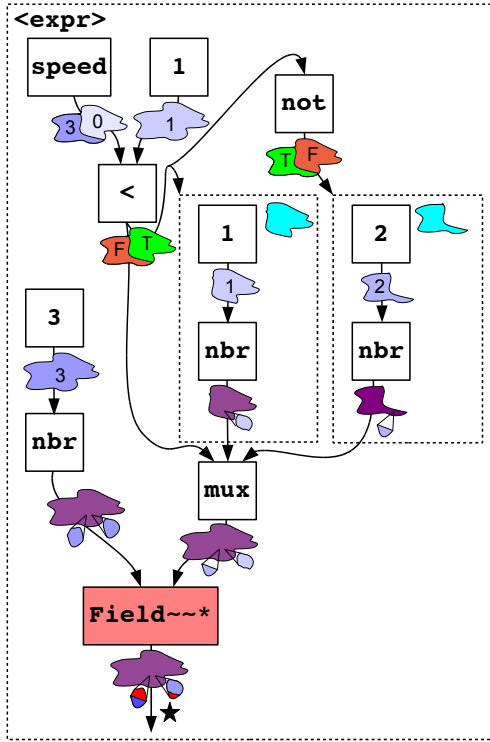 <expr>
speed
1
not
3 0
1
T F
<
F T
1
2
1
2
3
nbr
nbr
3
nbr
mux
Field~~*